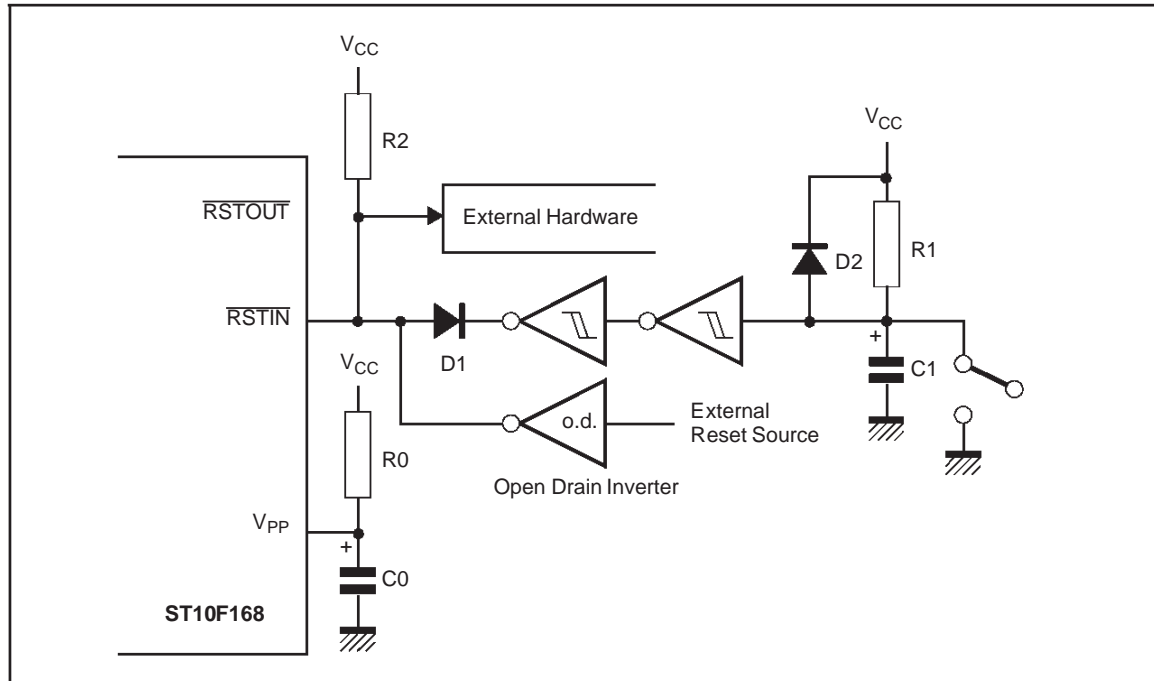 VCC
R2
VCC
RSTOUT
External Hardware
D2
R1
RSTIN
+
D1
C1
VCC
o.d.
External
Reset Source
R0
Open Drain Inverter
VPP
+
C0
ST10F168